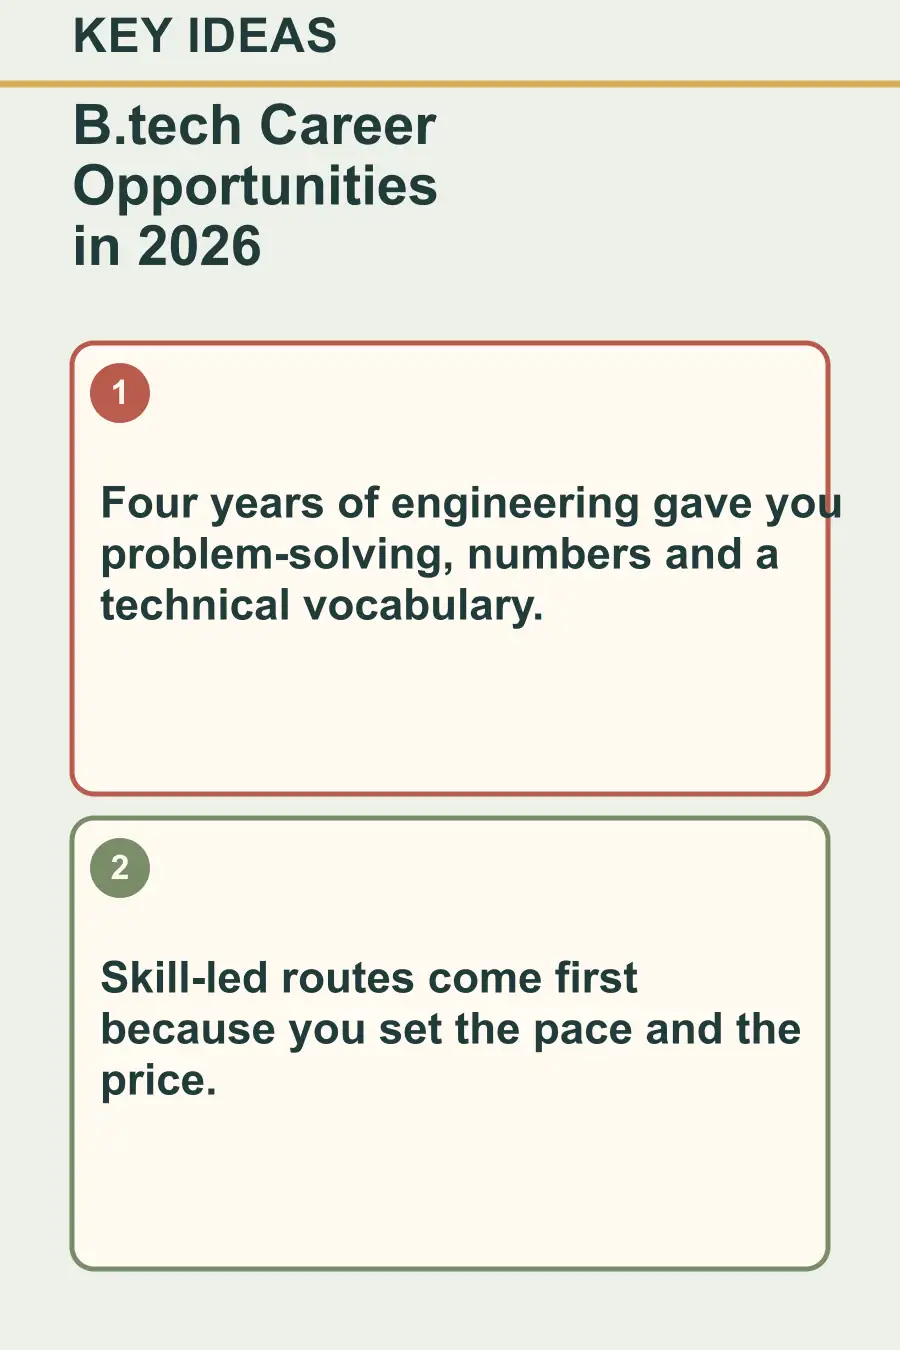 KEY IDEAS
B.tech Career
Opportunities
in 2026
1
Four years of engineering gave you
problem-solving, numbers and a
technical vocabulary.
2
Skill-led routes come first
because you set the pace and the
price.